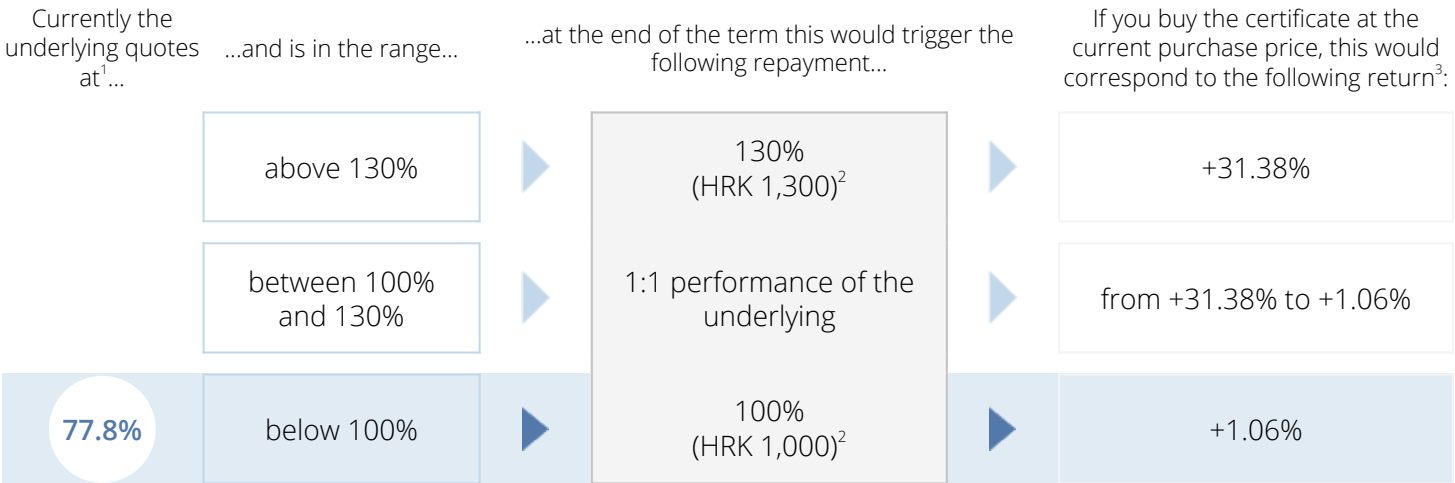 Currently the
underlying quotes
at¹...
...and is in the range...
...at the end of the term this would trigger the
following repayment...
If you buy the certificate at the
current purchase price, this would
correspond to the following return³:
above 130%
130%
(HRK 1,300)²
+31.38%
between 100%
and 130%
1:1 performance of the
underlying
from +31.38% to +1.06%
77.8%
below 100%
100%
(HRK 1,000)²
+1.06%